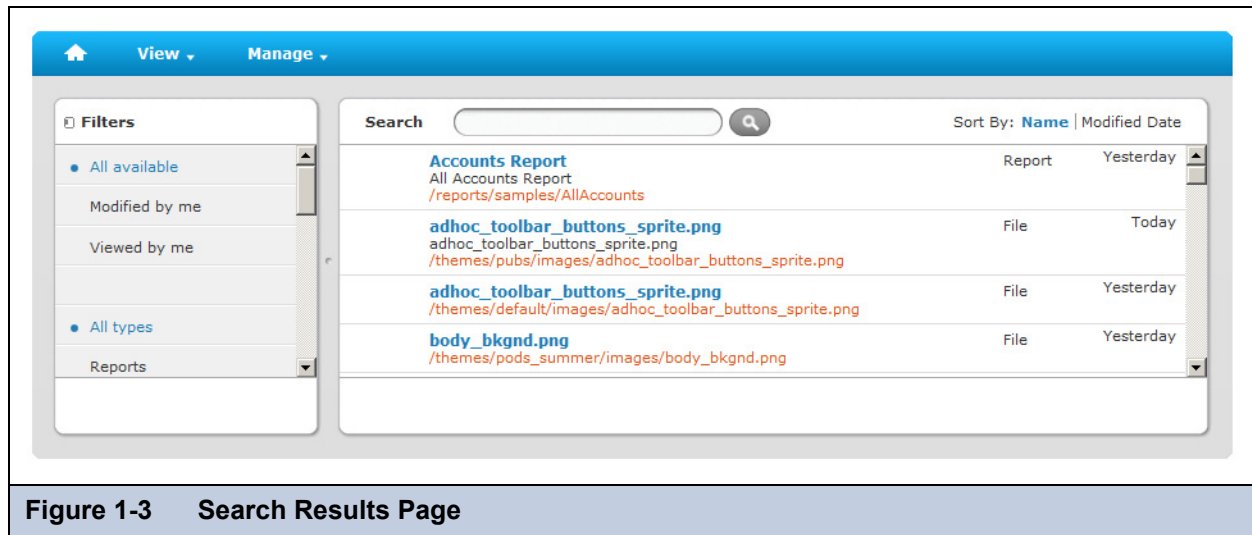 View Manage
Filters
All available
Modified by me
Viewed by me
All types
Reports
Search Sort By: Name | Modified Date
Accounts Report Report Yesterday
All Accounts Report
/reports/samples/AllAccounts
adhoc_toolbar_buttons_sprite.png File Today
adhoc_toolbar_buttons_sprite.png
/themes/pubs/images/adhoc_toolbar_buttons_sprite.png
adhoc_toolbar_buttons_sprite.png File Yesterday
/themes/default/images/adhoc_toolbar_buttons_sprite.png
body_bkgnd.png File Yesterday
/themes/pods_summer/images/body_bkgnd.png
Figure 1-3 Search Results Page